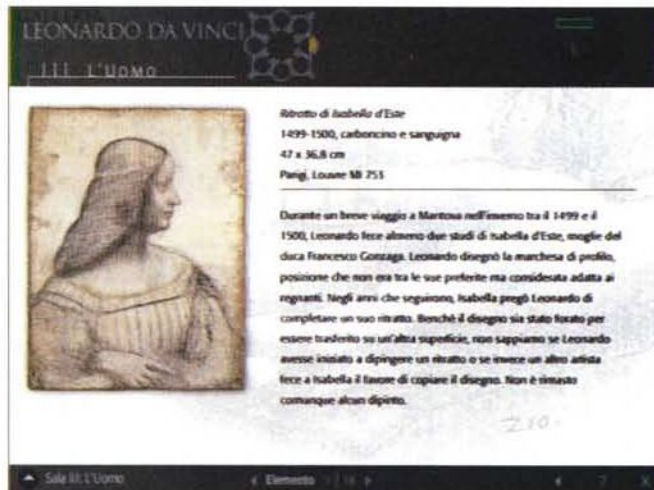 LEONARDO DA VINCI
III L'UOMO
Ritratto di Isabella d'Este
1499-1500, carboncino e sanguigna
47 x 36,8 cm
Parigi, Louvre MI 753
Durante un breve viaggio a Mantova nell'inverno tra il 1499 e il
1500, Leonardo fece almeno due studi di Isabella d'Este, moglie del
duca Francesco Gonzaga. Leonardo disegnò la marchesa di profilo,
posizione che non era tra le sue preferite ma considerata adatta ai
regnanti. Negli anni che seguirono, Isabella pregò Leonardo di
completare un suo ritratto. Benché il disegno sia stato forato per
essere trasferito su un'altra superficie, non sappiamo se Leonardo
avesse iniziato a dipingere un ritratto o se invece un altro artista
fece a Isabella il favore di copiare il disegno. Non è rimasto
comunque alcun dipinto.
Sala III: L'Uomo
Elemento
? X